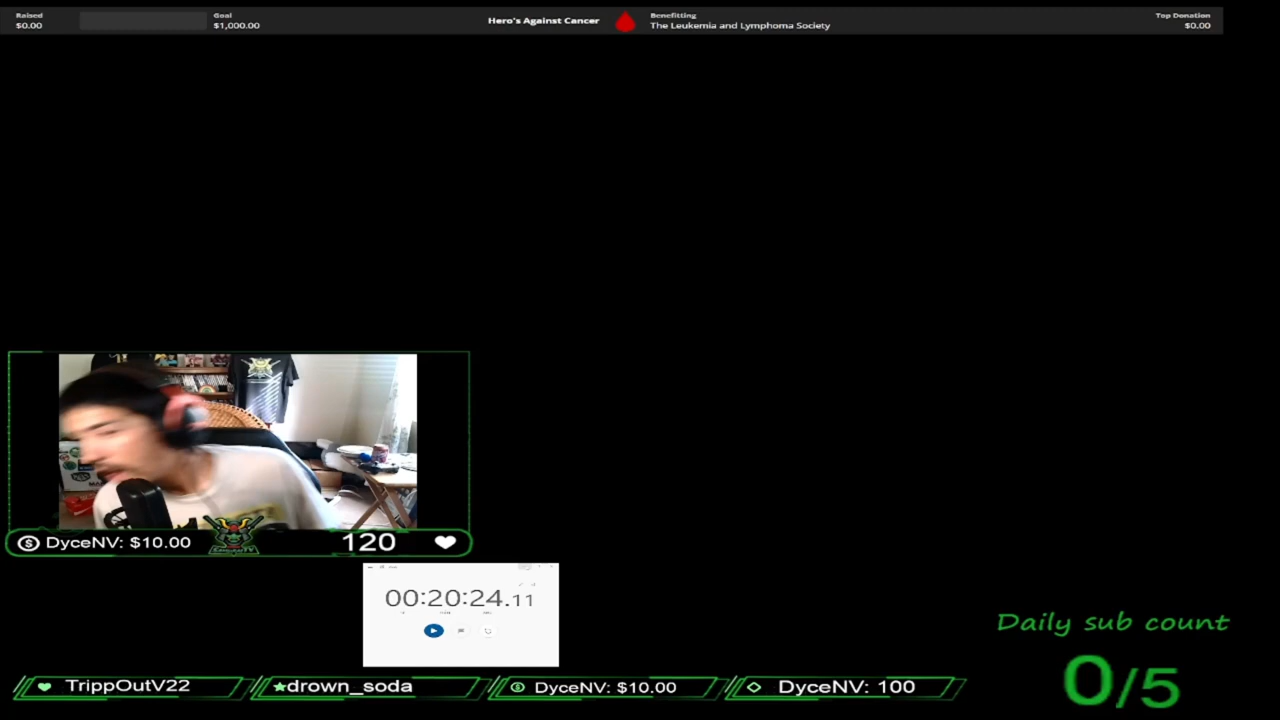 Raised
$0.00
Goal
$1,000.00
Hero's Against Cancer
Benefitting
The Leukemia and Lymphoma Society
Top Donation
$0.00
DyceNV: $10.00
120
00:20:24.11
Daily sub count
0/5
TrippOutV22
drown_soda
DyceNV: $10.00
DyceNV: 100